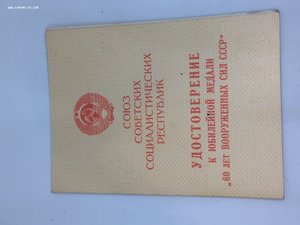 СОЮЗ
СОВЕТСКИХ
СОЦИАЛИСТИЧЕСКИХ
РЕСПУБЛИК
УДОСТОВЕРЕНИЕ
К ЮБИЛЕЙНОЙ МЕДАЛИ
„60 ЛЕТ ВООРУЖЕННЫХ СИЛ СССР"